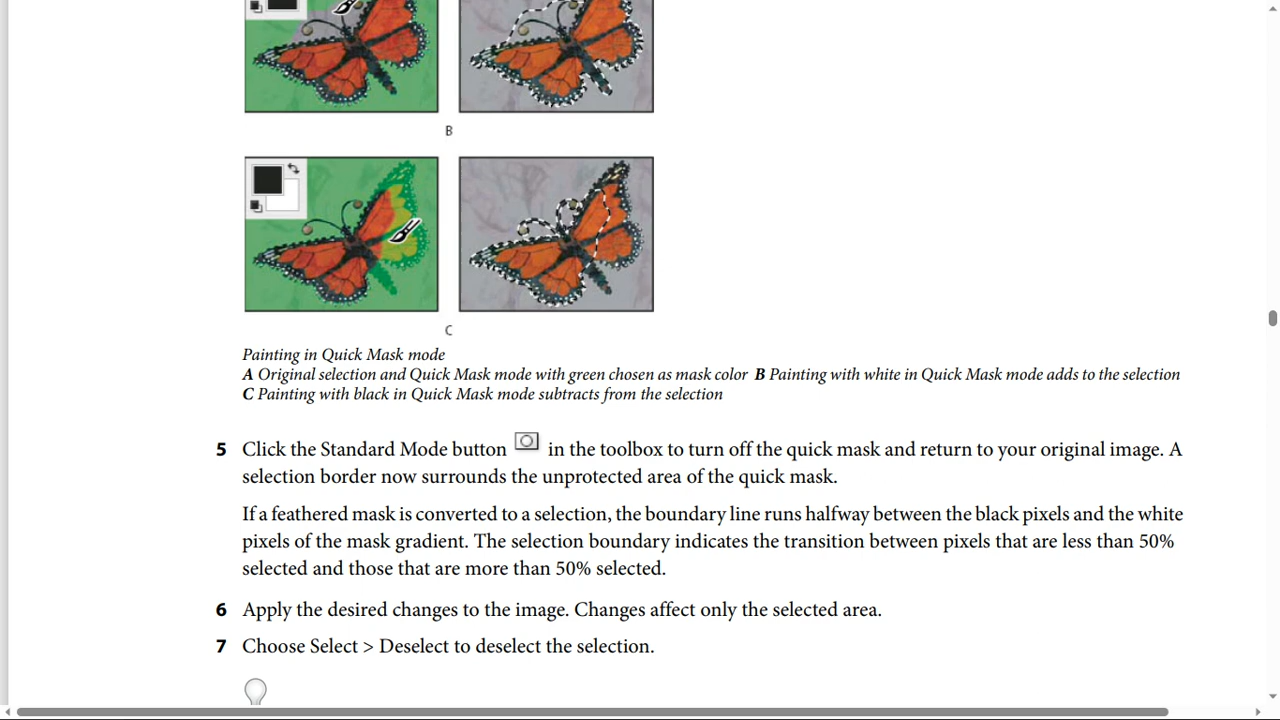 B
C
Painting in Quick Mask mode
A Original selection and Quick Mask mode with green chosen as mask color B Painting with white in Quick Mask mode adds to the selection
C Painting with black in Quick Mask mode subtracts from the selection
5 Click the Standard Mode button in the toolbox to turn off the quick mask and return to your original image. A
selection border now surrounds the unprotected area of the quick mask.
If a feathered mask is converted to a selection, the boundary line runs halfway between the black pixels and the white
pixels of the mask gradient. The selection boundary indicates the transition between pixels that are less than 50%
selected and those that are more than 50% selected.
6 Apply the desired changes to the image. Changes affect only the selected area.
7 Choose Select > Deselect to deselect the selection.